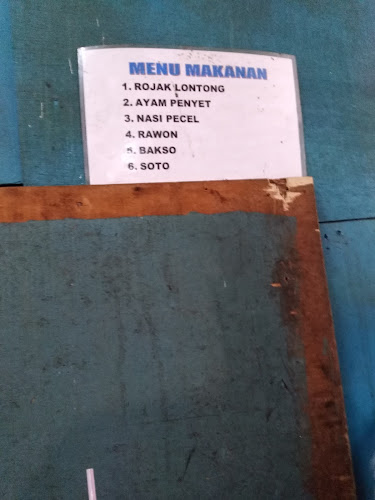 MENU MAKANAN
1. ROJAK LONTONG
2. AYAM PENYET
3. NASI PECEL
4. RAWON
5. BAKSO
6. SOTO